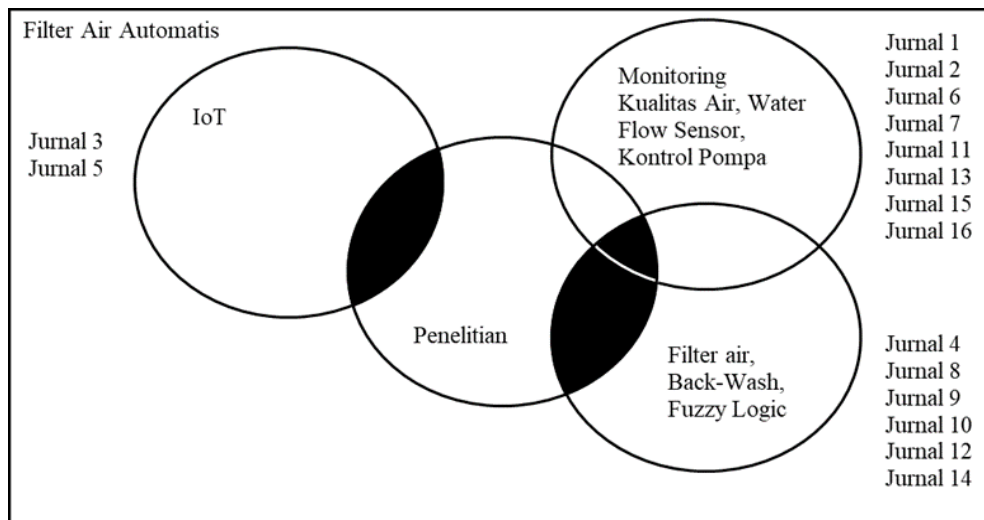 Filter Air Automatis
IoT
Jurnal 3
Jurnal 5
Penelitian
Monitoring
Kualitas Air, Water
Flow Sensor,
Kontrol Pompa
Jurnal 1
Jurnal 2
Jurnal 6
Jurnal 7
Jurnal 11
Jurnal 13
Jurnal 15
Jurnal 16
Filter air,
Back-Wash,
Fuzzy Logic
Jurnal 4
Jurnal 8
Jurnal 9
Jurnal 10
Jurnal 12
Jurnal 14